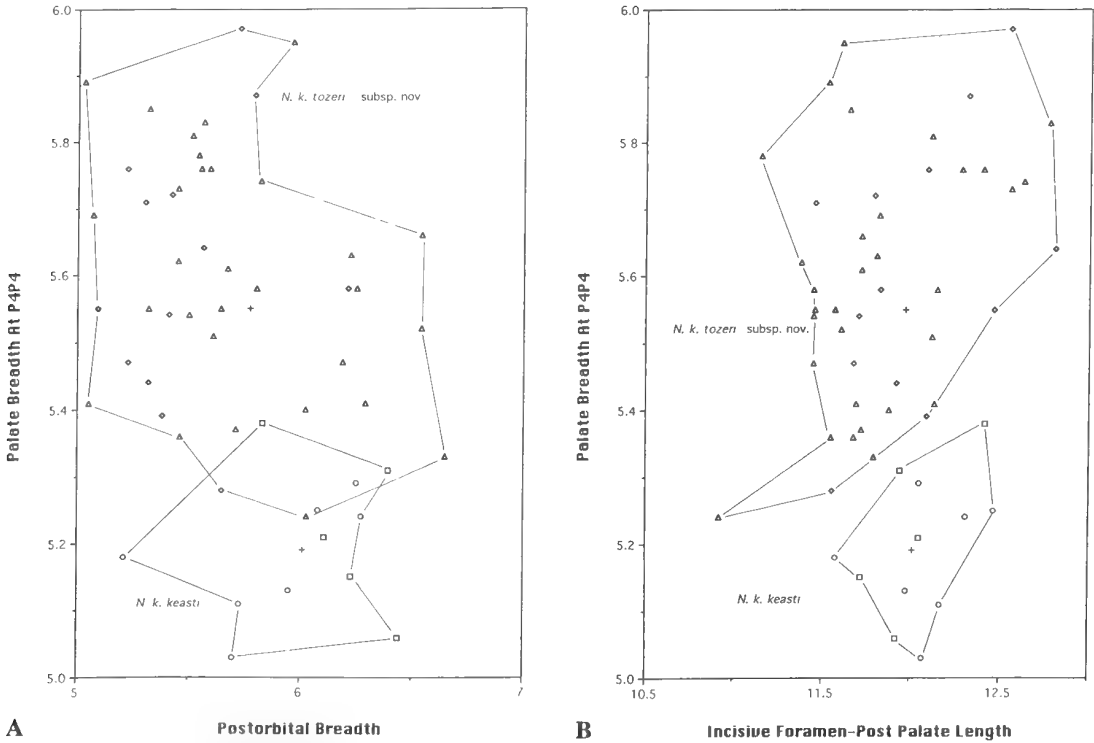 6.0
5.8
5.6
5.4
5.2
5.0
5
6
7
Palate Breadth At P4P4
N. k. tozeri subsp. nov
N. k. keasti
A
Postorbital Breadth
6.0
5.8
5.6
5.4
5.2
5.0
10.5
11.5
12.5
Palate Breadth At P4P4
N. k. tozeri subsp. nov.
N. k. keasti
B
Incisive Foramen-Post Palate Length